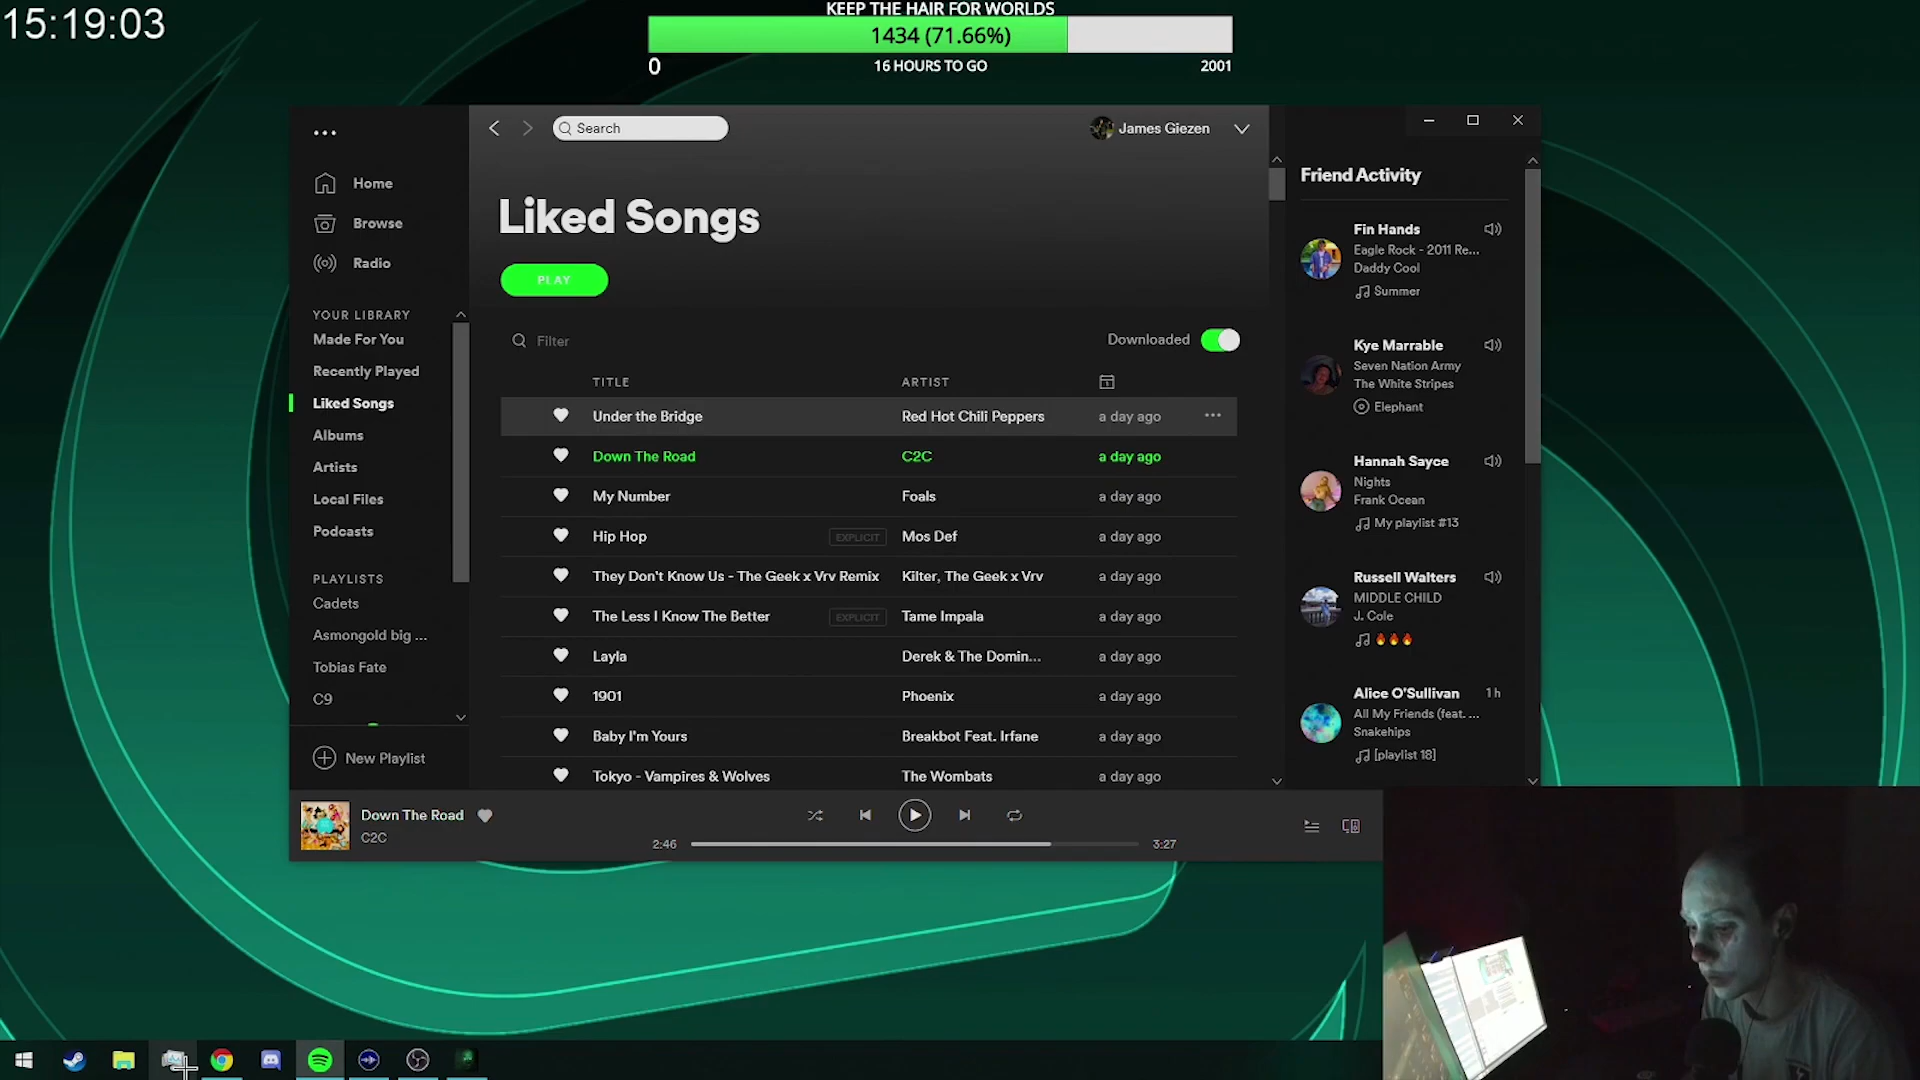 15:19:03
KEEP THE HAIR FOR WORLDS
1434 (71.66%)
0
16 HOURS TO GO
2001
Search
James Giezen
Home
Browse
Radio
YOUR LIBRARY
Made For You
Recently Played
Liked Songs
Albums
Artists
Local Files
Podcasts
PLAYLISTS
Cadets
Asmongold big ...
Tobias Fate
C9
New Playlist
Liked Songs
PLAY
Filter
Downloaded
TITLE ARTIST
Under the Bridge Red Hot Chili Peppers a day ago
Down The Road C2C a day ago
My Number Foals a day ago
Hip Hop EXPLICIT Mos Def a day ago
They Don't Know Us - The Geek x Vrv Remix Kilter, The Geek x Vrv a day ago
The Less I Know The Better EXPLICIT Tame Impala a day ago
Layla Derek & The Domin... a day ago
1901 Phoenix a day ago
Baby I'm Yours Breakbot Feat. Irfane a day ago
Tokyo - Vampires & Wolves The Wombats a day ago
Friend Activity
Fin Hands
Eagle Rock - 2011 Re...
Daddy Cool
Summer
Kye Marrable
Seven Nation Army
The White Stripes
Elephant
Hannah Sayce
Nights
Frank Ocean
My playlist #13
Russell Walters
MIDDLE CHILD
J. Cole
🔥🔥🔥
Alice O'Sullivan 1 h
All My Friends (feat. ...
Snakehips
[playlist 18]
Down The Road
C2C
2:46
3:27